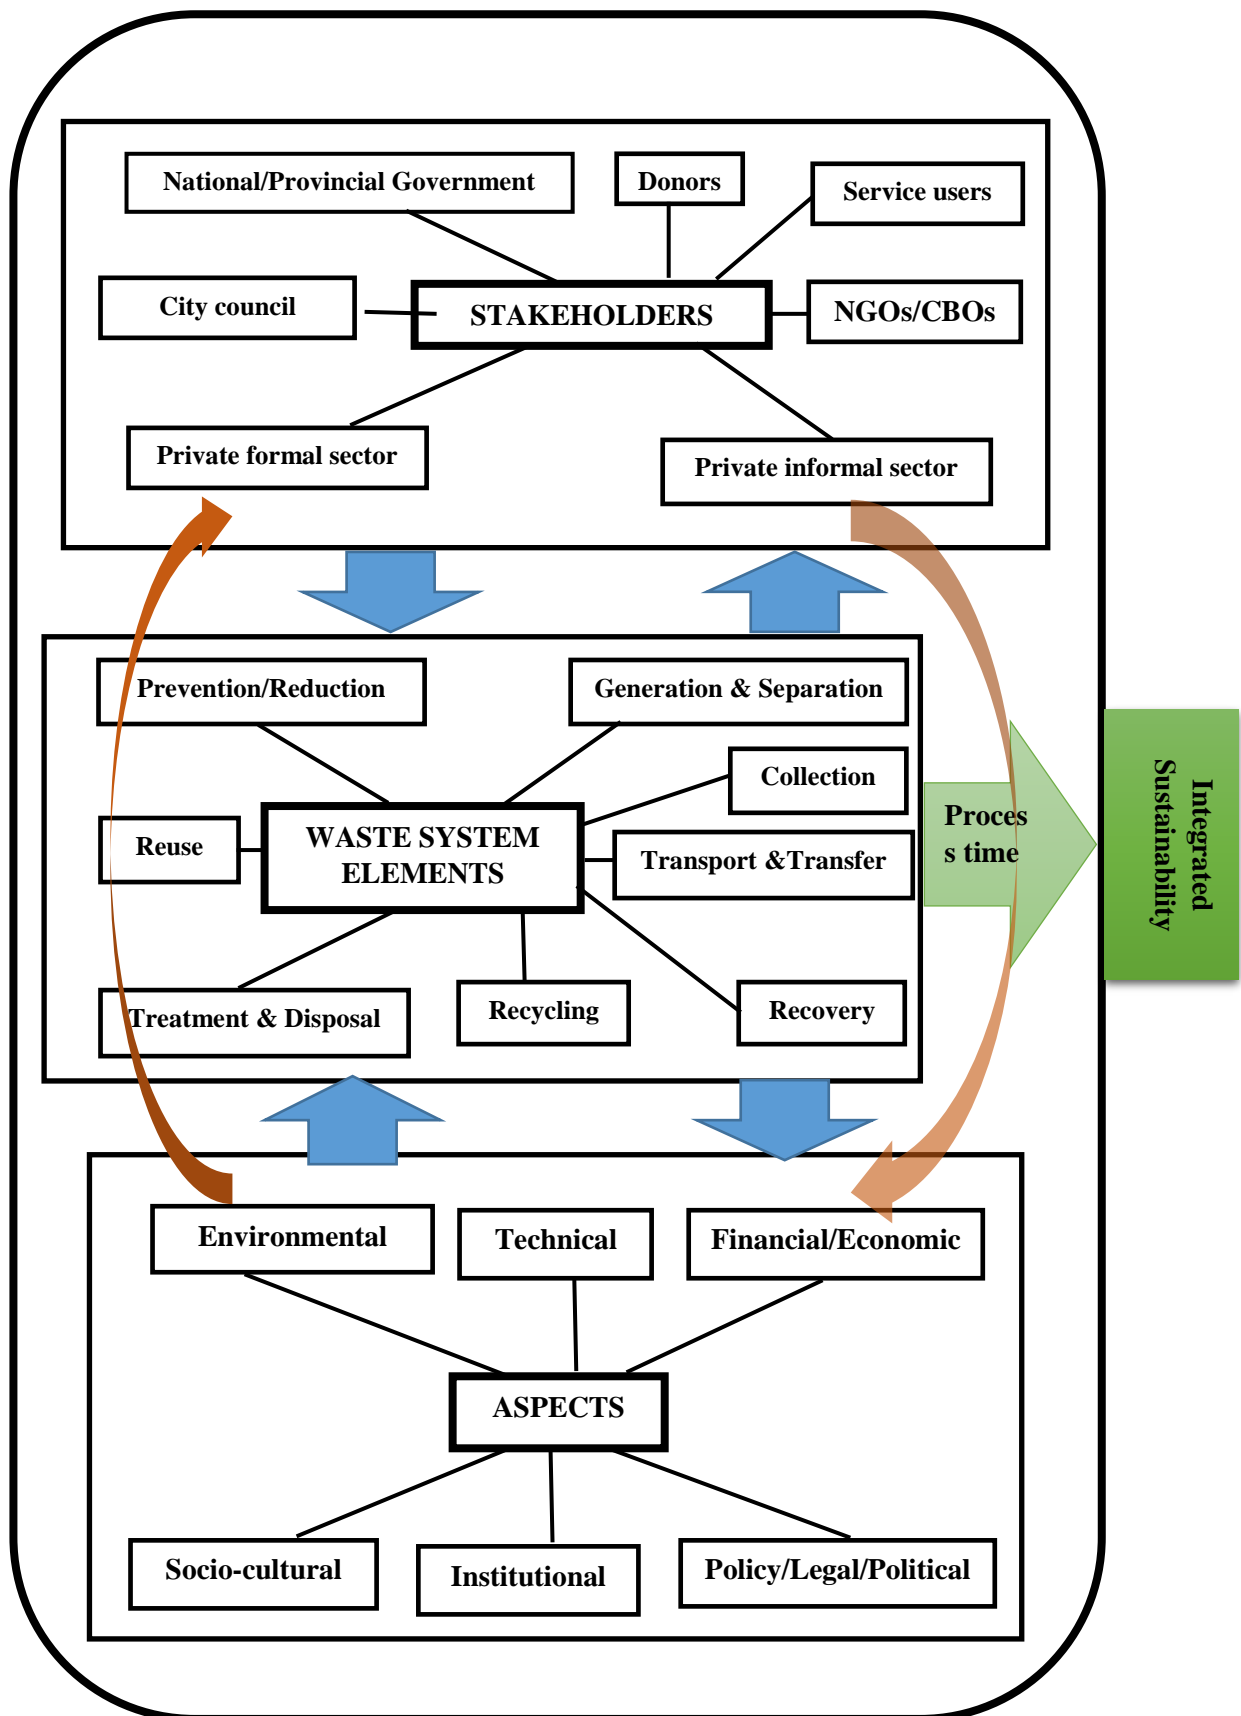 National/Provincial Government
Donors
Service users
City council
STAKEHOLDERS
NGOs/CBOs
Private formal sector
Private informal sector
Prevention/Reduction
Generation & Separation
Collection
Reuse
WASTE SYSTEM
ELEMENTS
Transport &Transfer
Treatment & Disposal
Recycling
Recovery
Proces
s time
Integrated
Sustainability
Environmental
Technical
Financial/Economic
ASPECTS
Socio-cultural
Institutional
Policy/Legal/Political